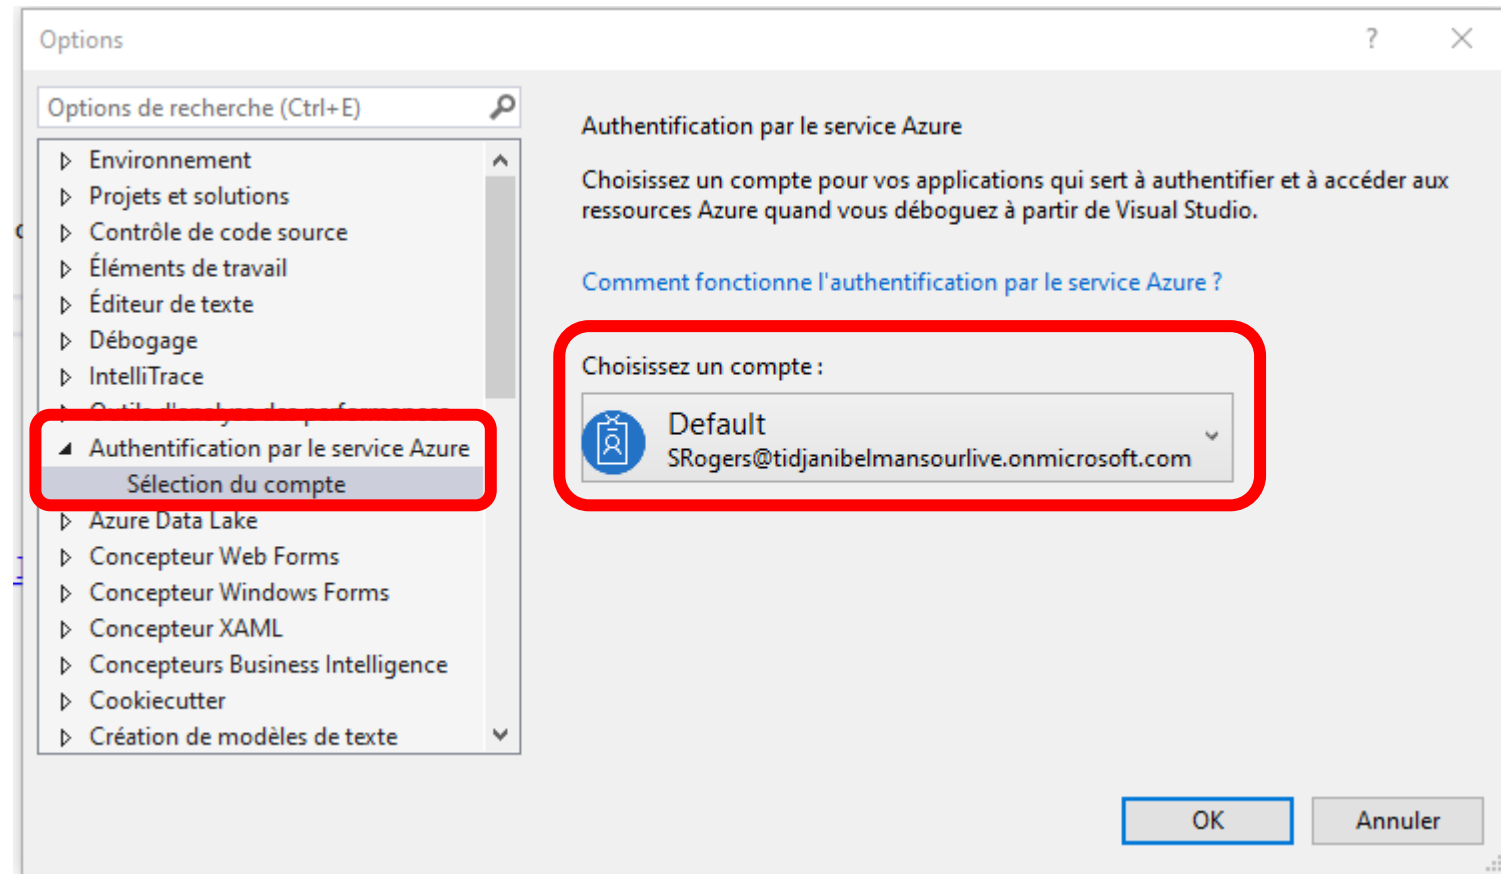 Options
?
Options de recherche (Ctrl+E)
Environnement
Projets et solutions
Contrôle de code source
Éléments de travail
Éditeur de texte
Débogage
IntelliTrace
Outils d'analyse des performances
Authentification par le service Azure
Sélection du compte
Azure Data Lake
Concepteur Web Forms
Concepteur Windows Forms
Concepteur XAML
Concepteurs Business Intelligence
Cookiecutter
Création de modèles de texte
Authentification par le service Azure
Choisissez un compte pour vos applications qui sert à authentifier et à accéder aux
ressources Azure quand vous déboguez à partir de Visual Studio.
Comment fonctionne l'authentification par le service Azure ?
Choisissez un compte :
Default
SRogers@tidjanibelmansourlive.onmicrosoft.com
OK
Annuler